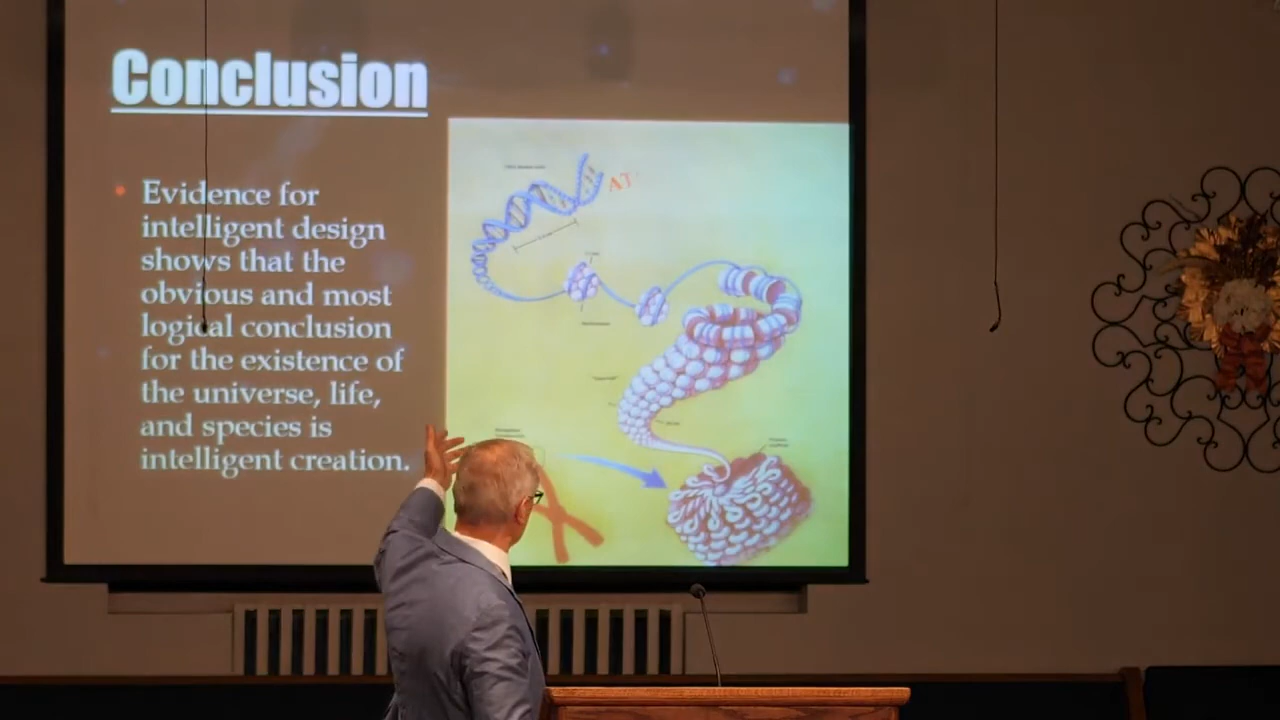 Conclusion
Evidence for
intelligent design
shows that the
obvious and most
logical conclusion
for the existence of
the universe, life,
and species is
intelligent creation.
AT